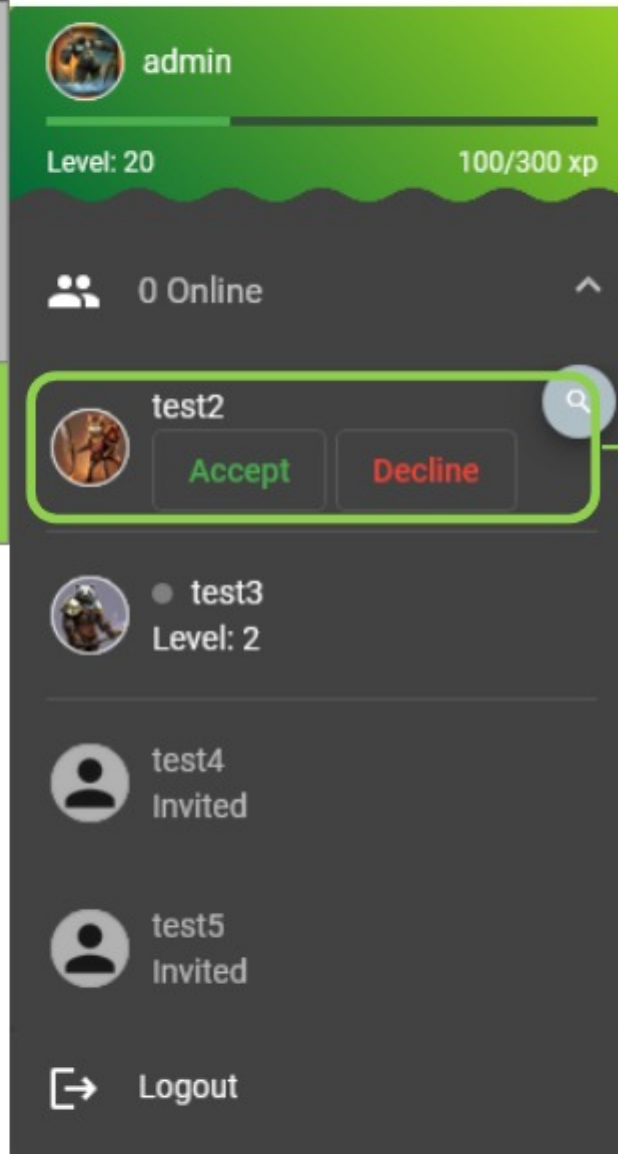 admin
Level: 20 100/300 xp
0 Online
test2
Accept Decline
test3
Level: 2
test4
Invited
test5
Invited
Logout